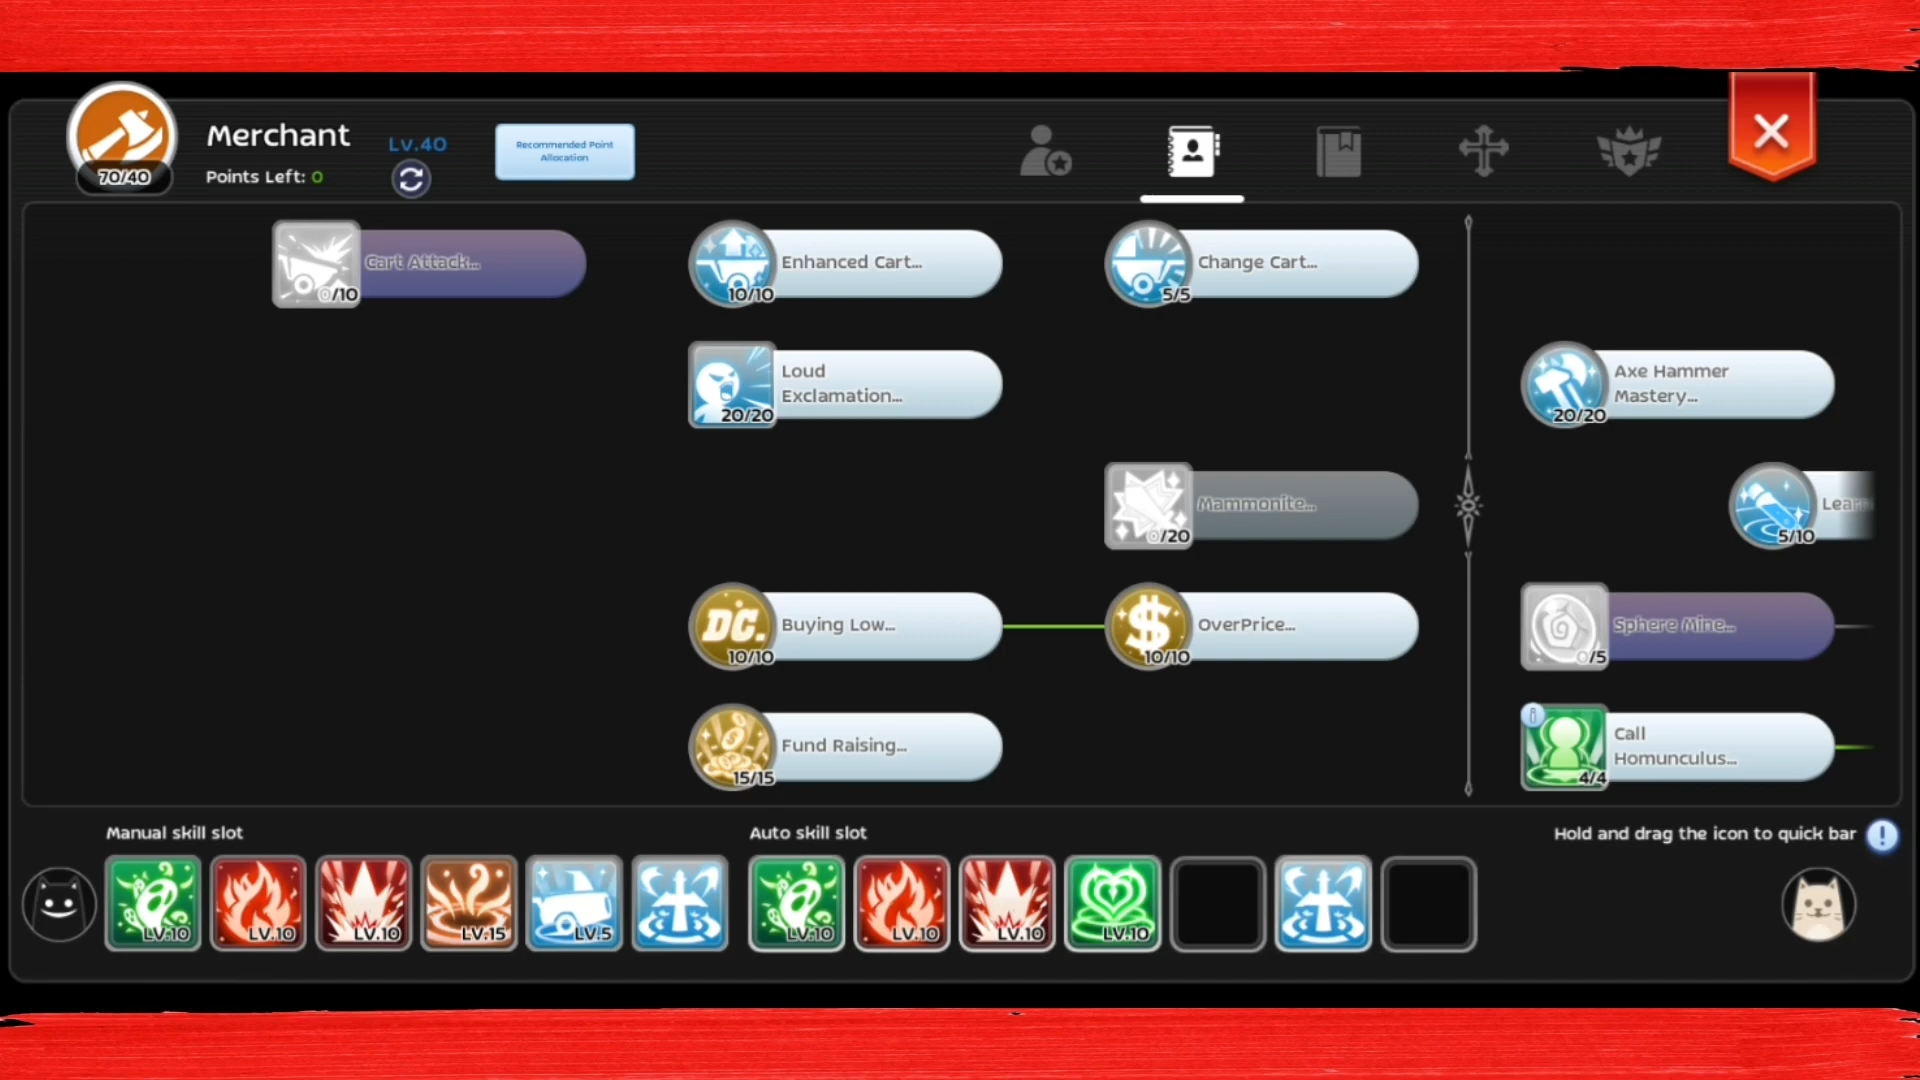 Merchant
Lv.40
Recommended Point
Allocation
70/40
Points Left: 0
Cart Attack...
0/10
Enhanced Cart...
10/10
Change Cart...
5/5
Loud
Exclamation...
20/20
Axe Hammer
Mastery...
20/20
Mammonite...
0/20
Lear
5/10
Buying Low...
DC.
10/10
OverPrice...
$
10/10
Sphere Mine...
0/5
Fund Raising...
15/15
Call
Homunculus...
4/4
Manual skill slot
Auto skill slot
Hold and drag the icon to quick bar
LV.10
LV.10
LV.10
LV.15
LV.5
LV.10
LV.10
LV.10
LV.10